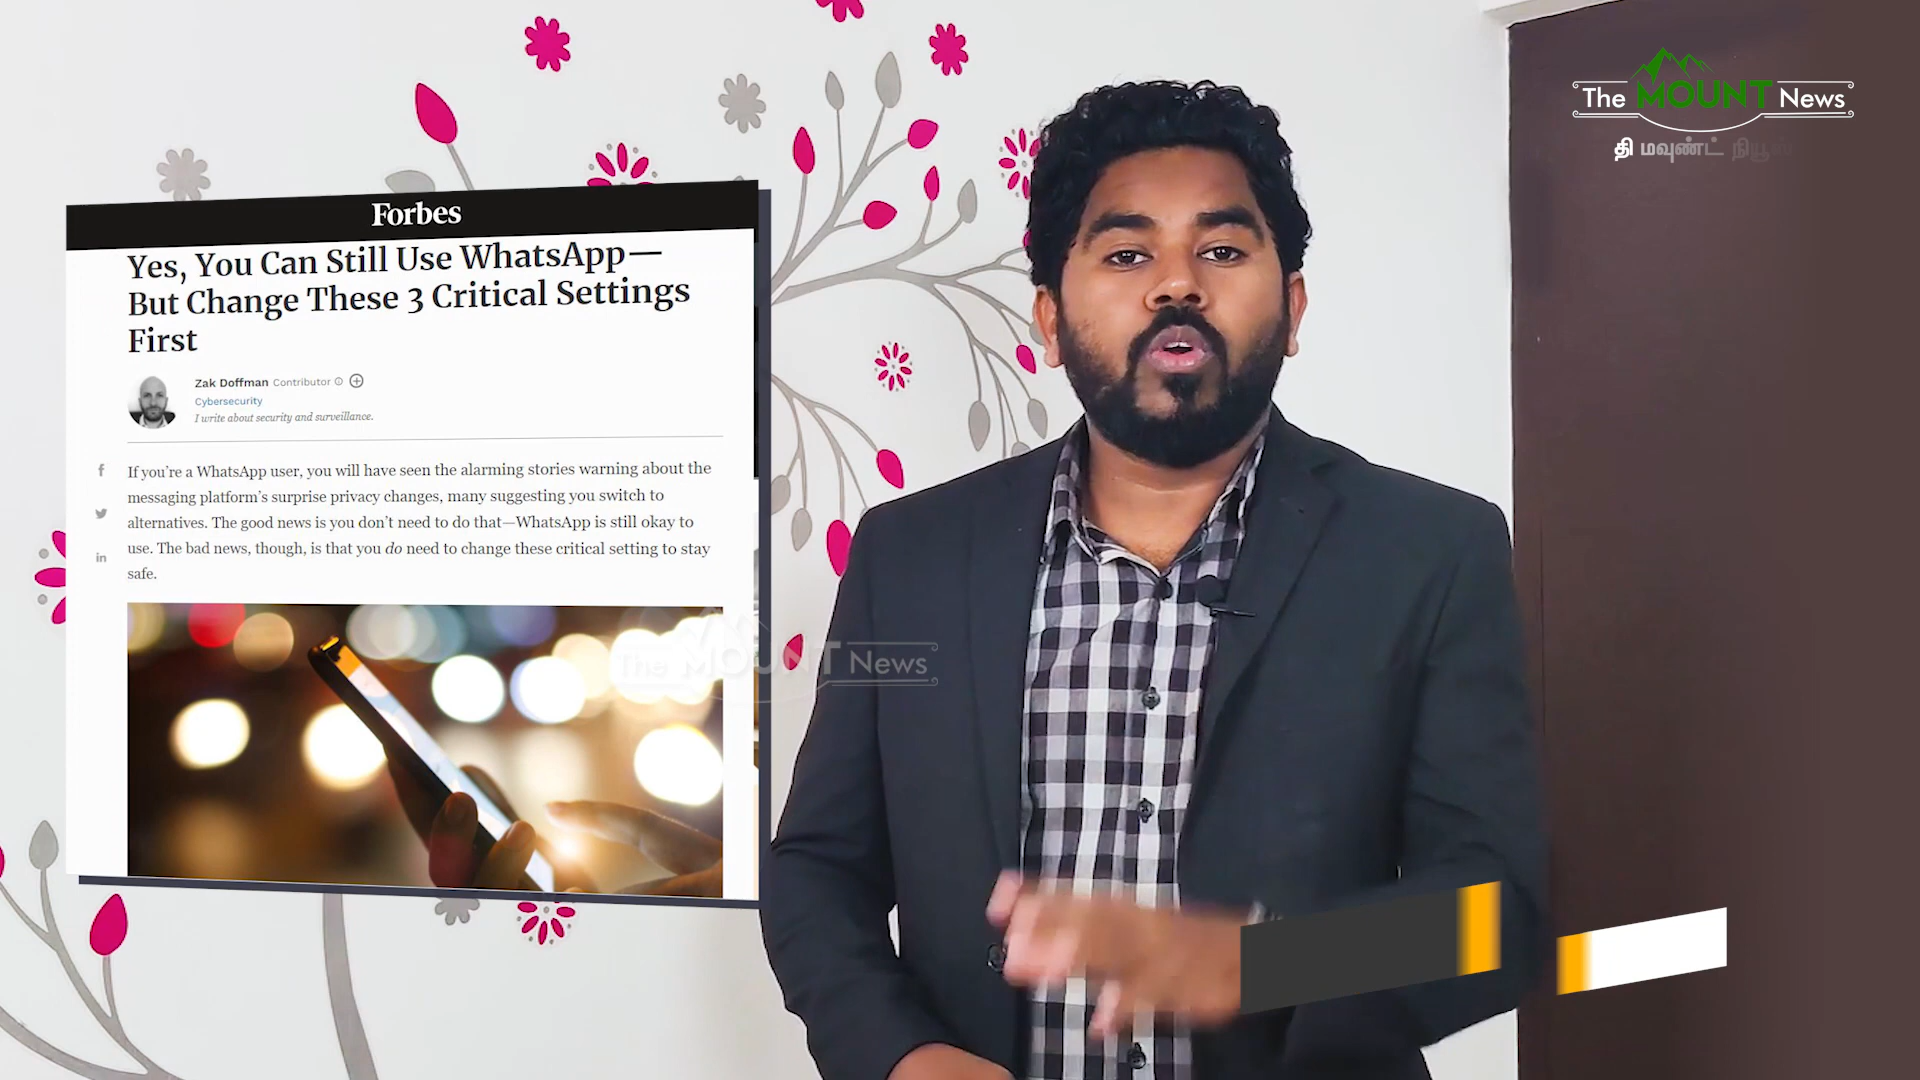 The MOUNT News
தி மவுண்ட் நியூஸ்
Forbes
Yes, You Can Still Use WhatsApp—
But Change These 3 Critical Settings
First
Zak Doffman Contributor
Cybersecurity
I write about security and surveillance.
If you’re a WhatsApp user, you will have seen the alarming stories warning about the
messaging platform’s surprise privacy changes, many suggesting you switch to
alternatives. The good news is you don’t need to do that—WhatsApp is still okay to
use. The bad news, though, is that you do need to change these critical setting to stay
safe.
The MOUNT News